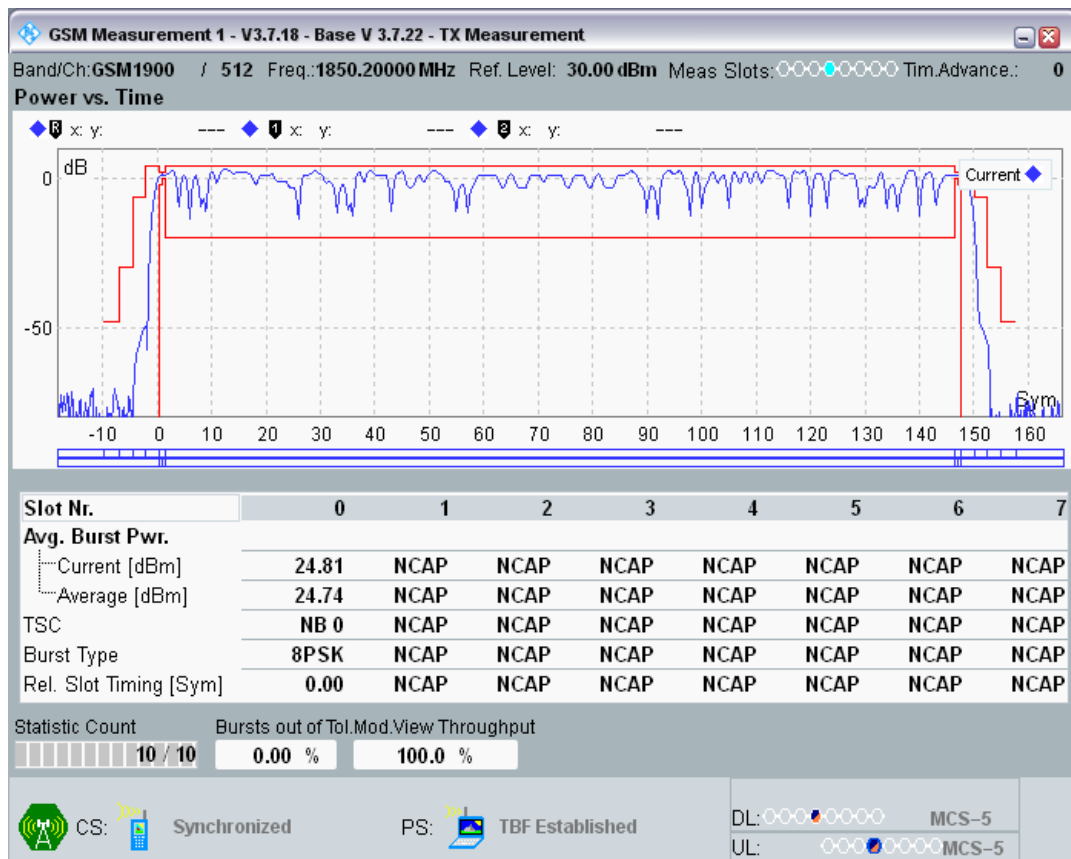 GSM Measurement 1 - V3.7.18 - Base V 3.7.22 - TX Measurement
Band/Ch:GSM1900 / 512 Freq.:1850.20000 MHz Ref. Level: 30.00 dBm Meas Slots: Tim.Advance.: 0
Power vs. Time
R x: y: --- 1 x: y: --- 2 x: y: ---
dB
0
Current
-50
Sym
-10 0 10 20 30 40 50 60 70 80 90 100 110 120 130 140 150 160
Slot Nr. 0 1 2 3 4 5 6 7
Avg. Burst Pwr.
Current [dBm] 24.81 NCAP NCAP NCAP NCAP NCAP NCAP NCAP
Average [dBm] 24.74 NCAP NCAP NCAP NCAP NCAP NCAP NCAP
TSC NB 0 NCAP NCAP NCAP NCAP NCAP NCAP NCAP
Burst Type 8PSK NCAP NCAP NCAP NCAP NCAP NCAP NCAP
Rel. Slot Timing [Sym] 0.00 NCAP NCAP NCAP NCAP NCAP NCAP NCAP
Statistic Count Bursts out of Tol.Mod.View Throughput
10 / 10 0.00 % 100.0 %
CS: Synchronized PS: TBF Established
DL: MCS-5
UL: MCS-5